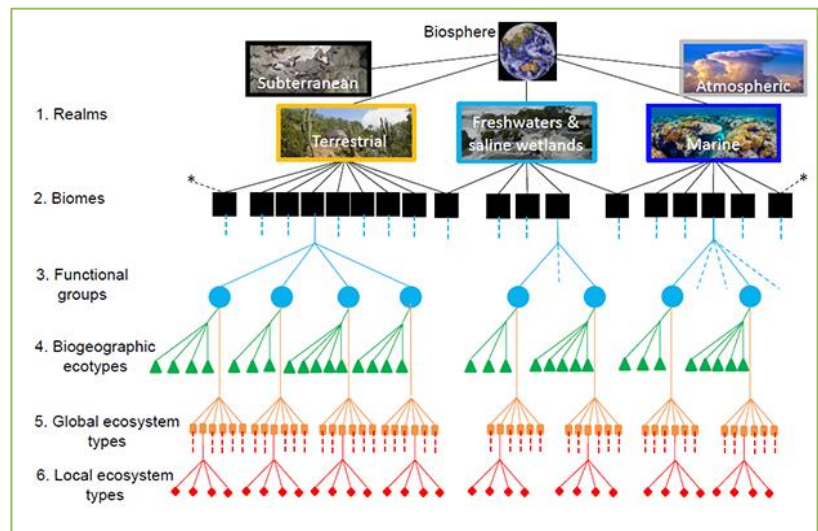 Biosphere
Subterranean
Atmospheric
1. Realms
Terrestrial
Freshwaters &
saline wetlands
Marine
*
*
2. Biomes
3. Functional
groups
4. Biogeographic
ecotypes
5. Global ecosystem
types
6. Local ecosystem
types